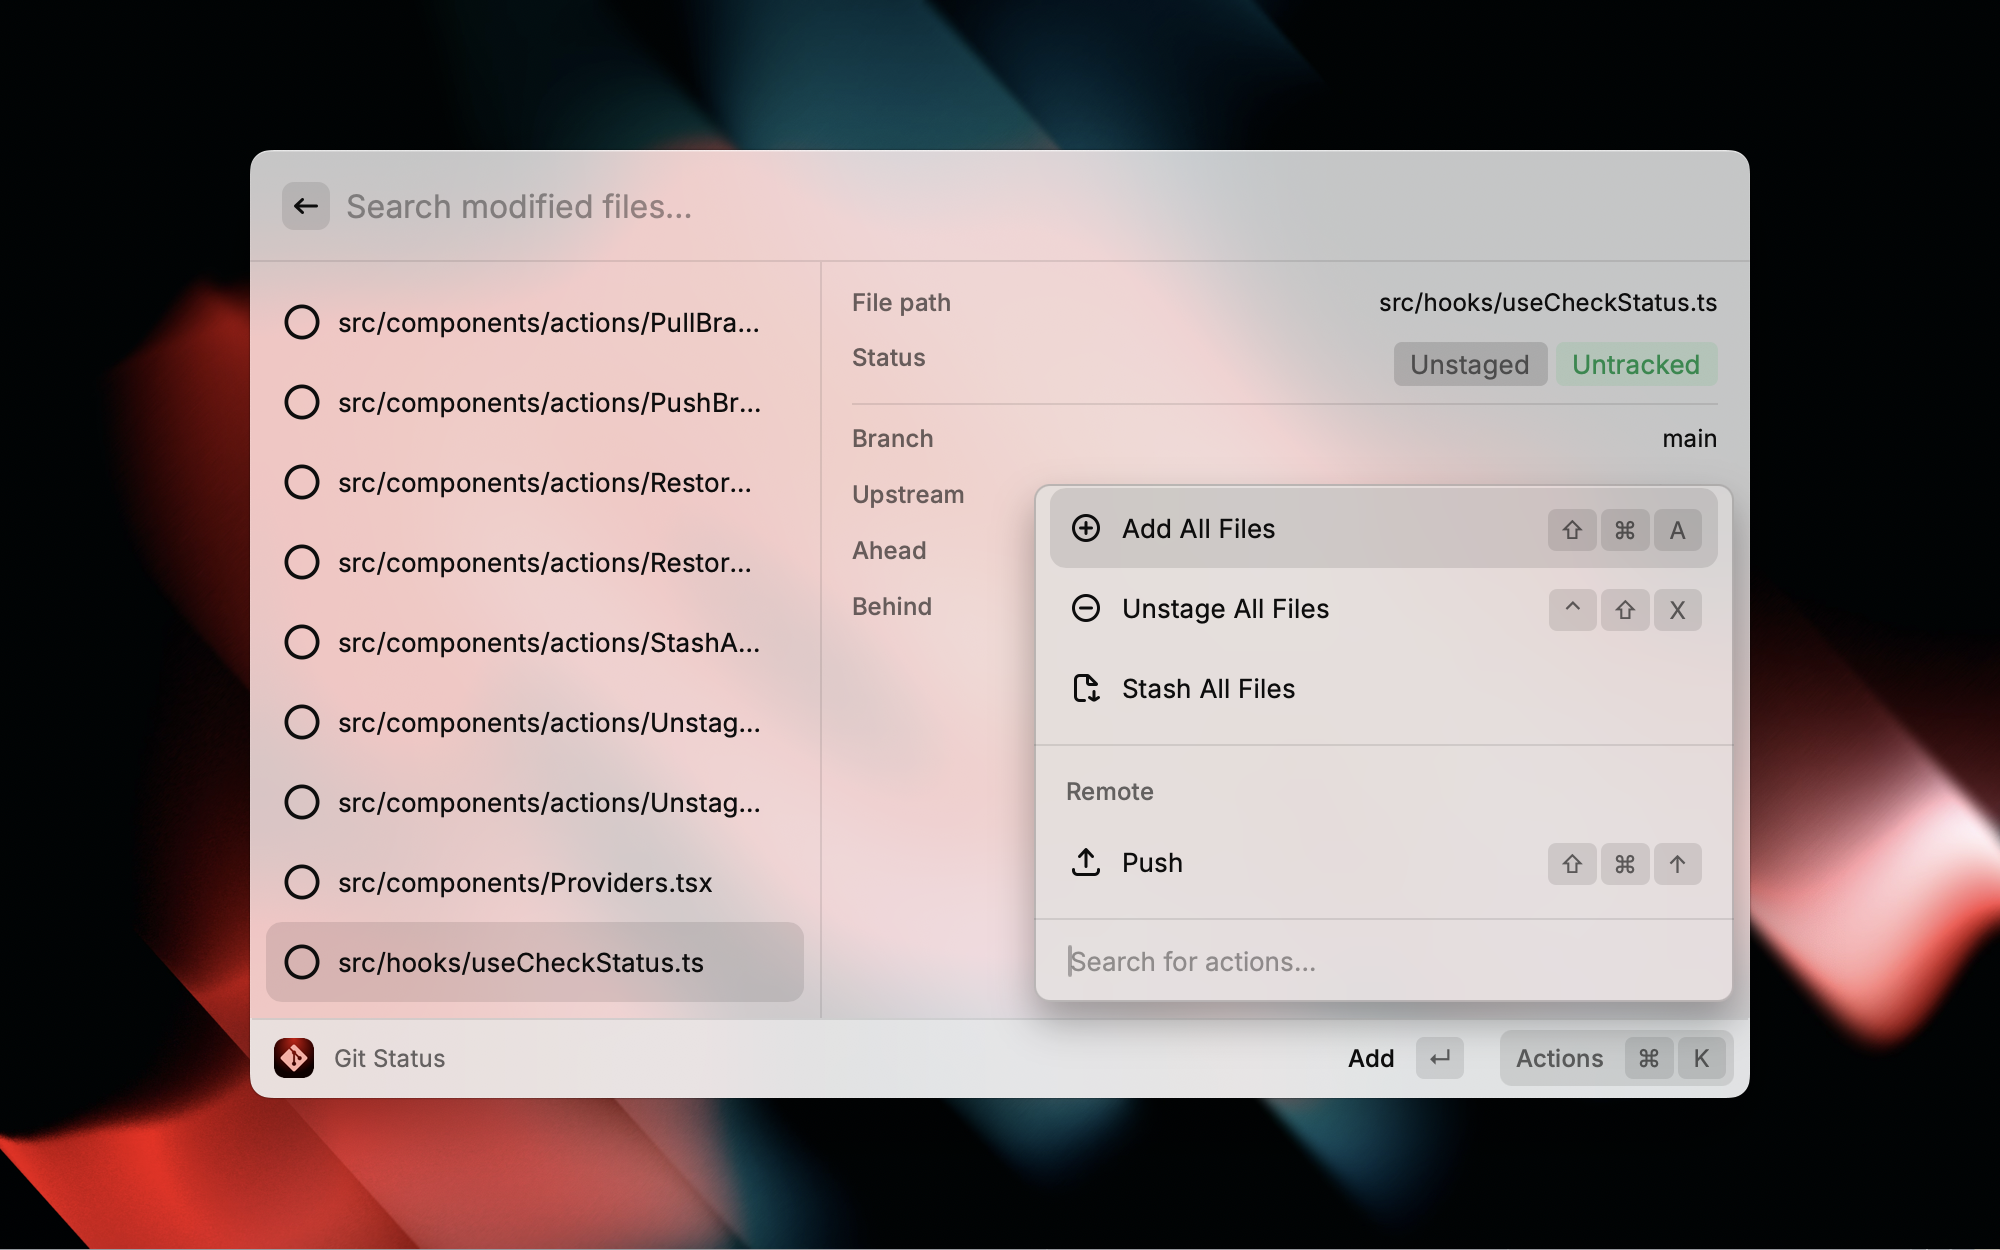 Search modified files...
src/components/actions/PullBra...
src/components/actions/PushBr...
src/components/actions/Restor...
src/components/actions/Restor...
src/components/actions/StashA...
src/components/actions/Unstag...
src/components/actions/Unstag...
src/components/Providers.tsx
src/hooks/useCheckStatus.ts
File path src/hooks/useCheckStatus.ts
Status Unstaged Untracked
Branch main
Upstream
Ahead
Behind
Add All Files ⇧ ⌘ A
Unstage All Files ^ ⇧ X
Stash All Files
Remote
Push ⇧ ⌘ ↑
Search for actions...
Git Status
Add ↵ Actions ⌘ K